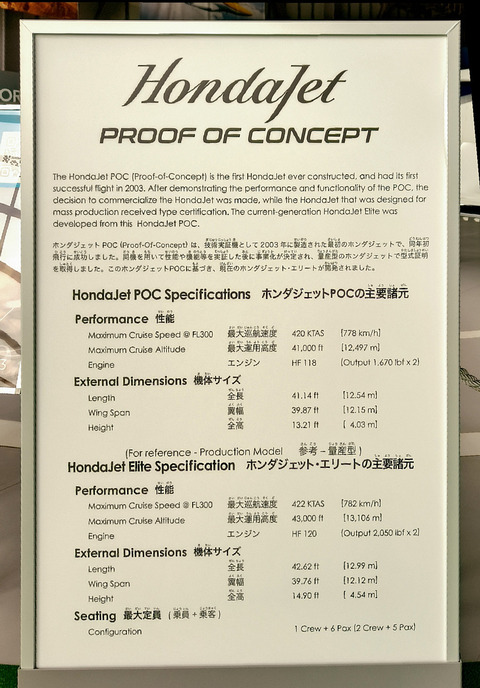 HondaJet
PROOF OF CONCEPT
The HondaJet POC (Proof-of-Concept) is the first HondaJet ever constructed, and had its first
successful flight in 2003. After demonstrating the performance and functionality of the POC, the
decision to commercialize the HondaJet was made, while the HondaJet that was designed for
mass production received type certification. The current-generation HondaJet Elite was
developed from this HondaJet POC.
ホンダジェット POC (Proof-of-Concept) は、技術実証機として 2003 年に製造された最初のホンダジェットで、同年初
飛行に成功しました。同機を用いて性能や機能等を実証した後に事業化が決定され、量産型のホンダジェットで型式証明
を取得しました。このホンダジェットPOCに基づき、現在のホンダジェット・エリートが開発されました。
HondaJet POC Specifications ホンダジェットPOCの主要諸元
Performance 性能
Maximum Cruise Speed @ FL300 最大巡航速度 420 KTAS [778 km/h]
Maximum Cruise Altitude 最大運用高度 41,000 ft [12,497 m]
Engine エンジン HF 118 (Output 1,670 lbf x 2)
External Dimensions 機体サイズ
Length 全長 41.14 ft [12.54 m]
Wing Span 翼幅 39.87 ft [12.15 m]
Height 全高 13.21 ft [ 4.03 m]
(For reference - Production Model 参考 – 量産型 )
HondaJet Elite Specification ホンダジェット・エリートの主要諸元
Performance 性能
Maximum Cruise Speed @ FL300 最大巡航速度 422 KTAS [782 km/h]
Maximum Cruise Altitude 最大運用高度 43,000 ft [13,106 m]
Engine エンジン HF 120 (Output 2,050 lbf x 2)
External Dimensions 機体サイズ
Length 全長 42.62 ft [12.99 m]
Wing Span 翼幅 39.76 ft [12.12 m]
Height 全高 14.90 ft [ 4.54 m]
Seating 最大定員 ( 乗員 + 乗客 )
Configuration 1 Crew + 6 Pax (2 Crew + 5 Pax)